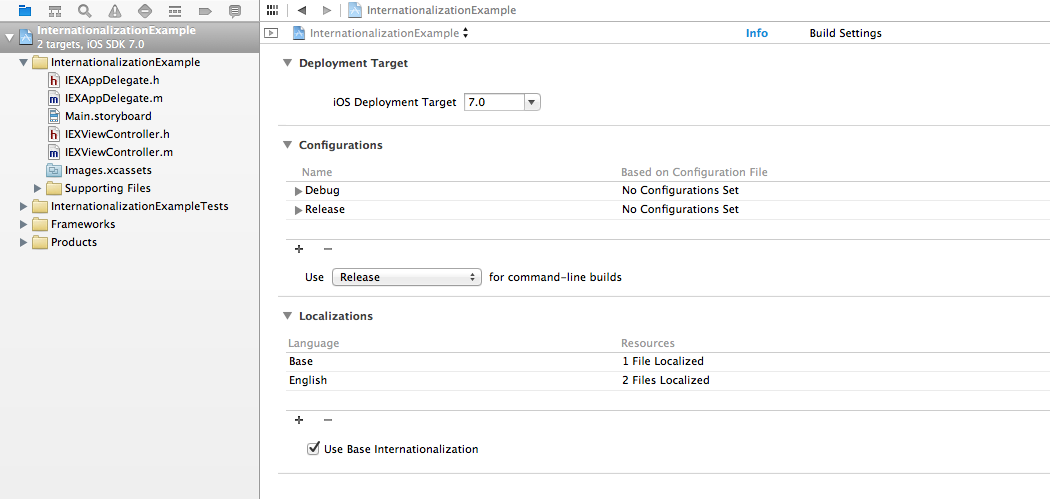 InternationalizationExample
2 targets, iOS SDK 7.0
InternationalizationExample
IEXAppDelegate.h
IEXAppDelegate.m
Main.storyboard
IEXViewController.h
IEXViewController.m
Images.xcassets
Supporting Files
InternationalizationExampleTests
Frameworks
Products
InternationalizationExample
InternationalizationExample Info Build Settings
Deployment Target
iOS Deployment Target 7.0
Configurations
Name Based on Configuration File
Debug No Configurations Set
Release No Configurations Set
+ −
Use Release for command-line builds
Localizations
Language Resources
Base 1 File Localized
English 2 Files Localized
+ −
Use Base Internationalization